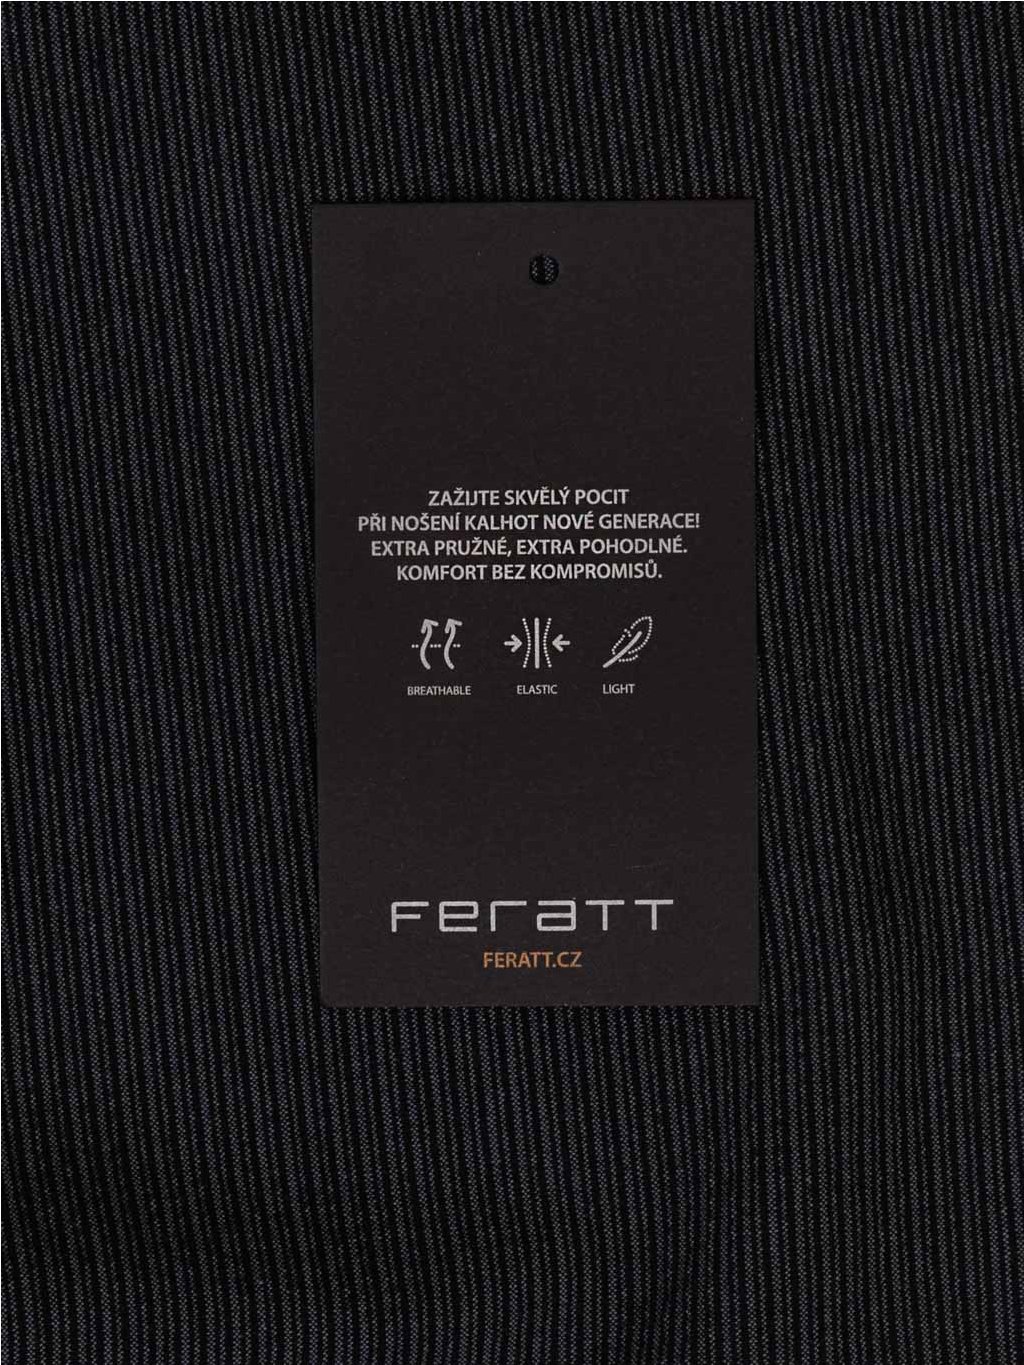 ZAŽIJTE SKVĚLÝ POCIT
PŘI NOŠENÍ KALHOT NOVÉ GENERACE!
EXTRA PRUŽNÉ, EXTRA POHODLNÉ.
KOMFORT BEZ KOMPROMISŮ.
BREATHABLE ELASTIC LIGHT
FERATT
FERATT.CZ